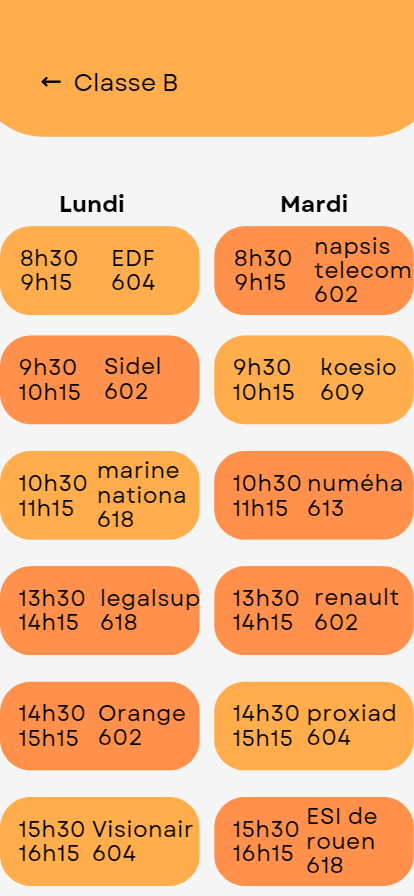 ← Classe B
Lundi
8h30 EDF
9h15 604
9h30 Sidel
10h15 602
10h30 marine
11h15 nationa
618
13h30 legalsup
14h15 618
14h30 Orange
15h15 602
15h30 Visionair
16h15 604
Mardi
8h30 napsis
9h15 telecom
602
9h30 koesio
10h15 609
10h30 numéha
11h15 613
13h30 renault
14h15 602
14h30 proxiad
15h15 604
15h30 ESI de
16h15 rouen
618